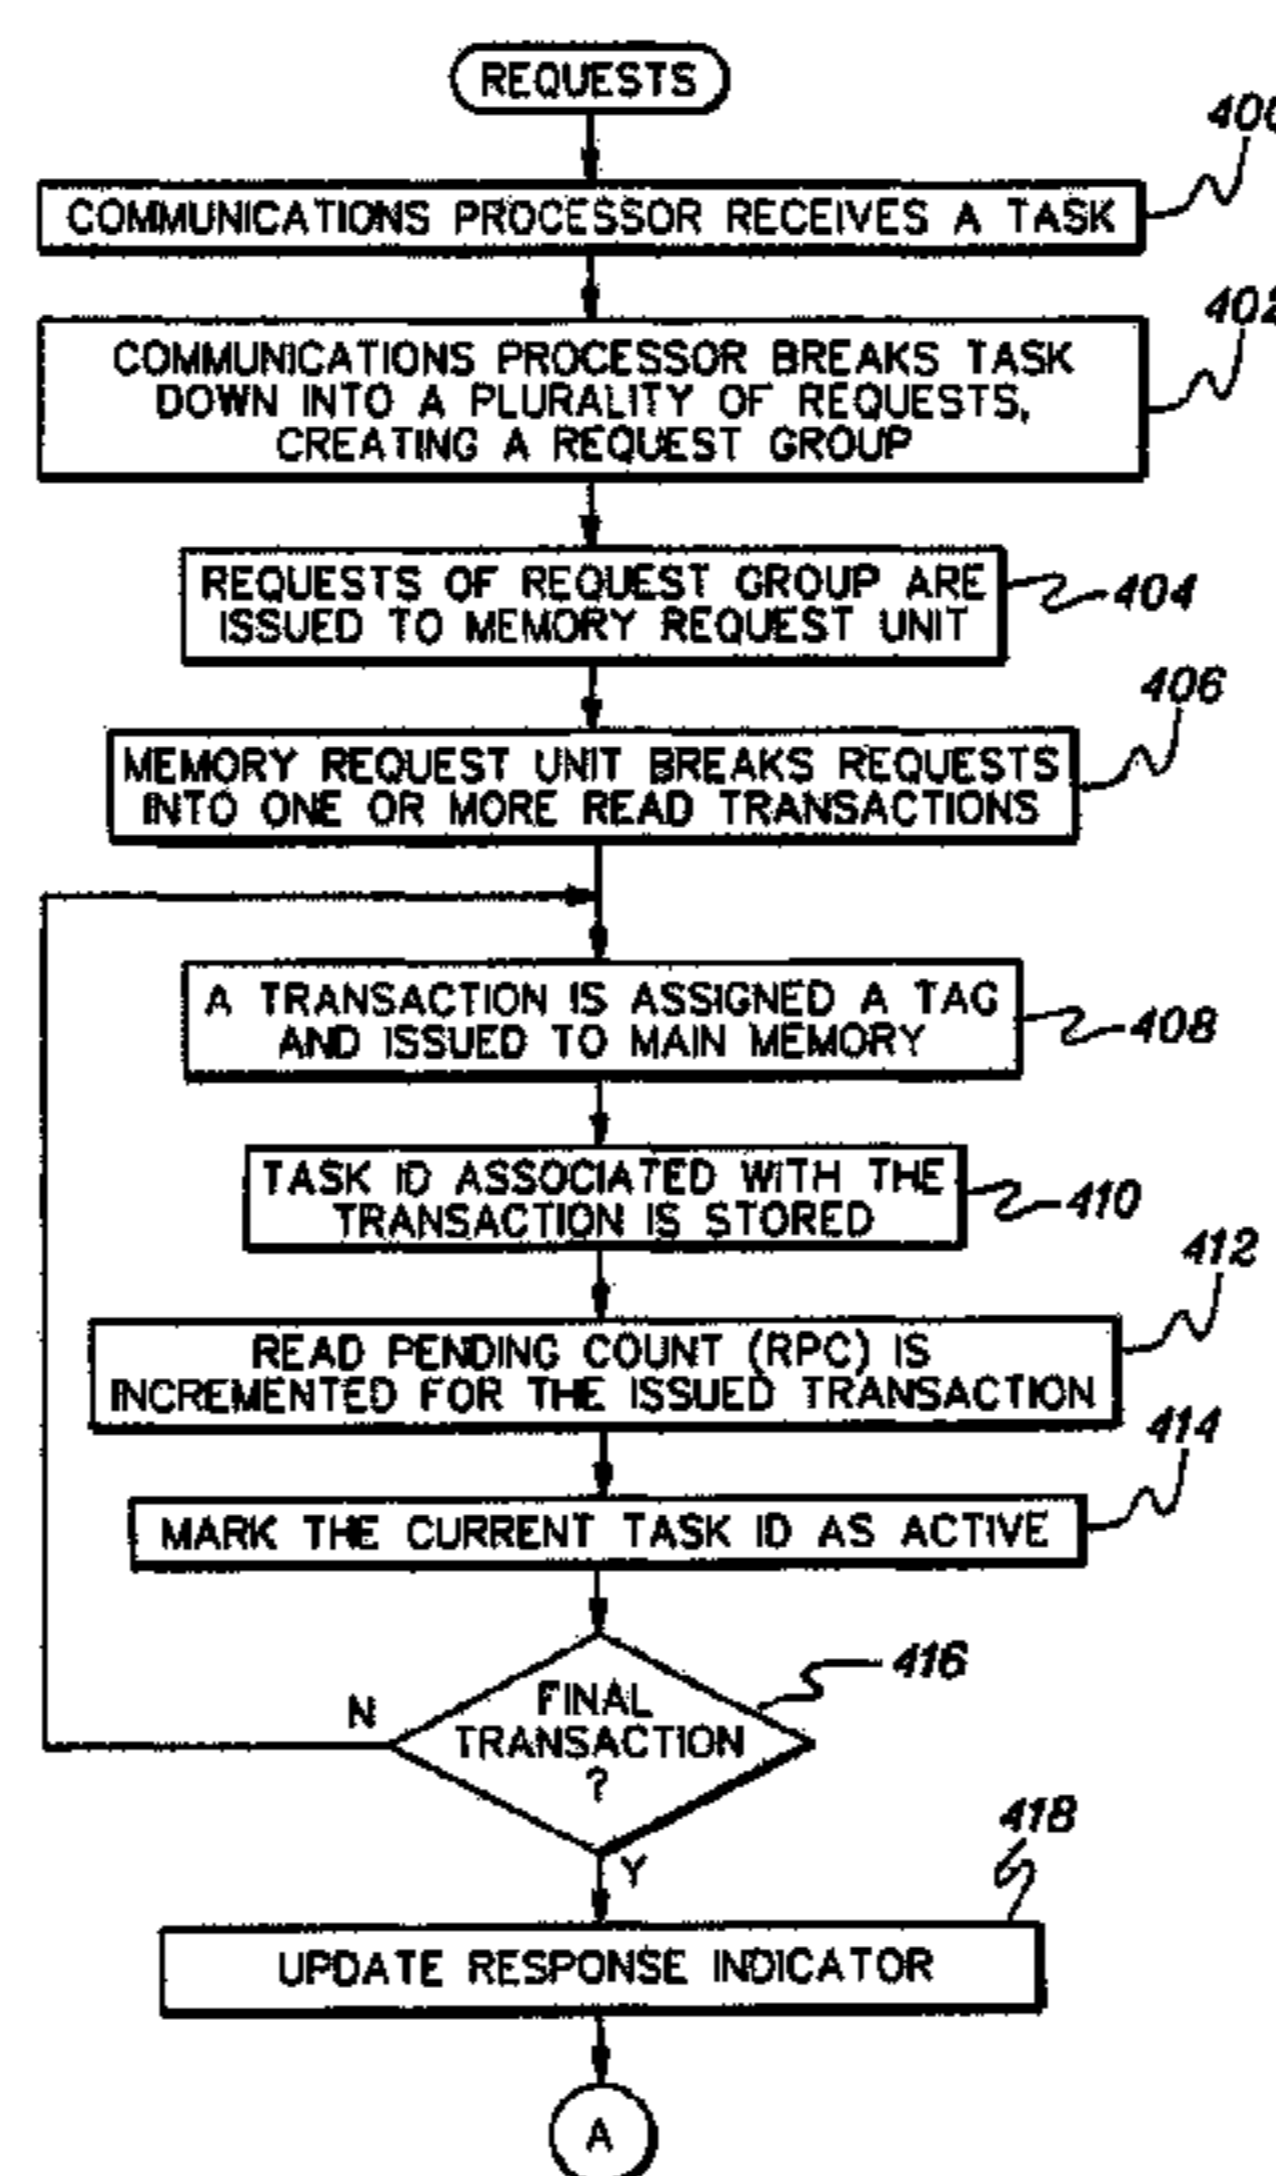 REQUESTS
400
COMMUNICATIONS PROCESSOR RECEIVES A TASK
402
COMMUNICATIONS PROCESSOR BREAKS TASK
DOWN INTO A PLURALITY OF REQUESTS,
CREATING A REQUEST GROUP
REQUESTS OF REQUEST GROUP ARE
ISSUED TO MEMORY REQUEST UNIT
404
406
MEMORY REQUEST UNIT BREAKS REQUESTS
INTO ONE OR MORE READ TRANSACTIONS
A TRANSACTION IS ASSIGNED A TAG
AND ISSUED TO MAIN MEMORY
408
TASK ID ASSOCIATED WITH THE
TRANSACTION IS STORED
410
412
READ PENDING COUNT (RPC) IS
INCREMENTED FOR THE ISSUED TRANSACTION
414
MARK THE CURRENT TASK ID AS ACTIVE
416
N
FINAL
TRANSACTION
?
Y
418
UPDATE RESPONSE INDICATOR
A